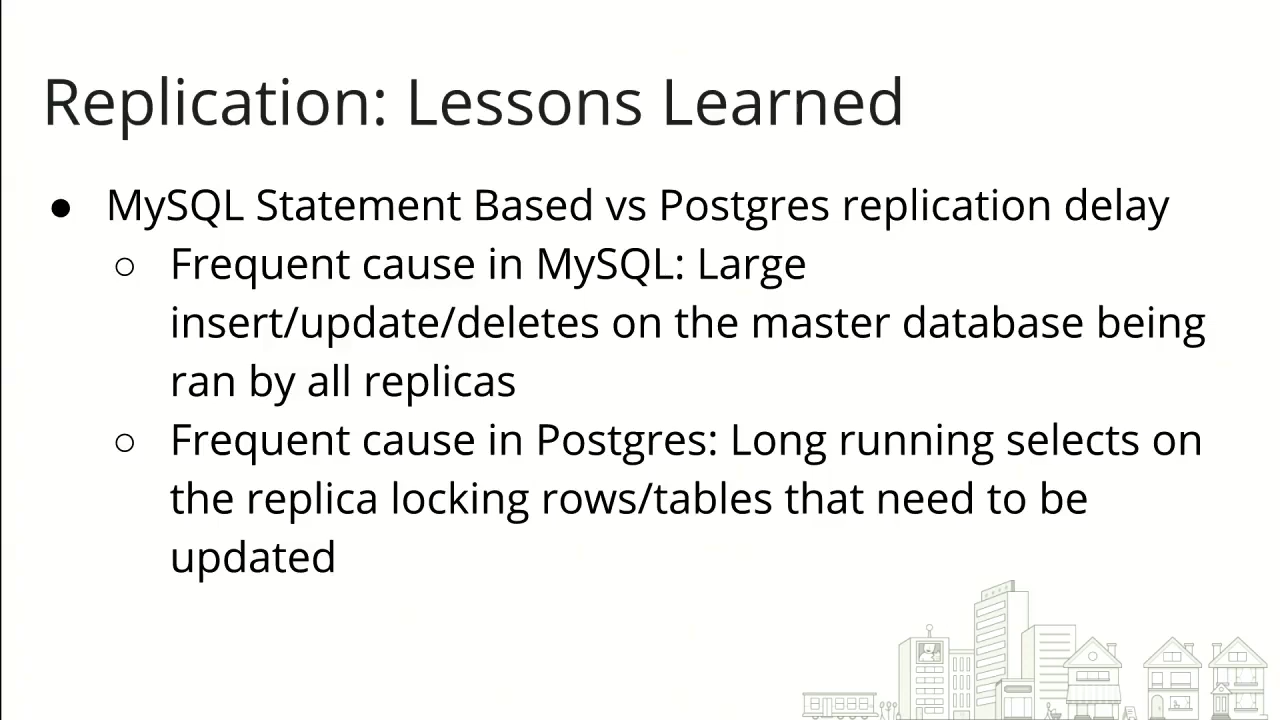 Replication: Lessons Learned
● MySQL Statement Based vs Postgres replication delay
○ Frequent cause in MySQL: Large
insert/update/deletes on the master database being
ran by all replicas
○ Frequent cause in Postgres: Long running selects on
the replica locking rows/tables that need to be
updated